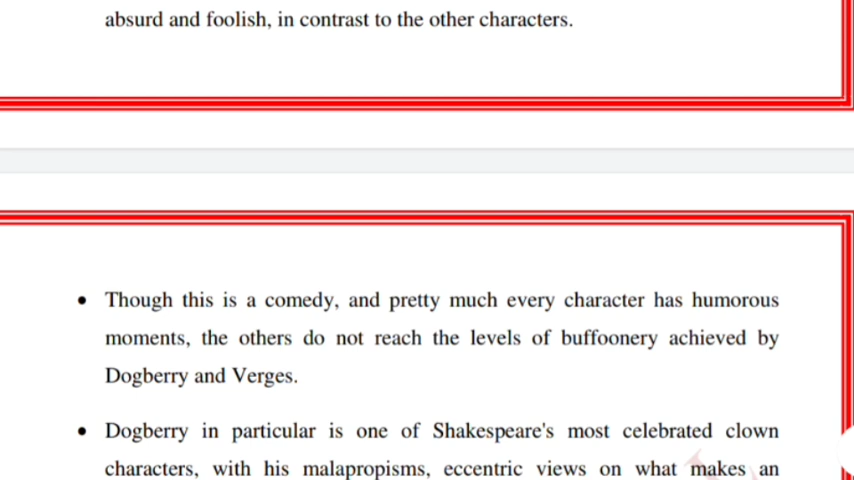 absurd and foolish, in contrast to the other characters.
• Though this is a comedy, and pretty much every character has humorous
moments, the others do not reach the levels of buffoonery achieved by
Dogberry and Verges.
• Dogberry in particular is one of Shakespeare's most celebrated clown
characters, with his malapropisms, eccentric views on what makes an